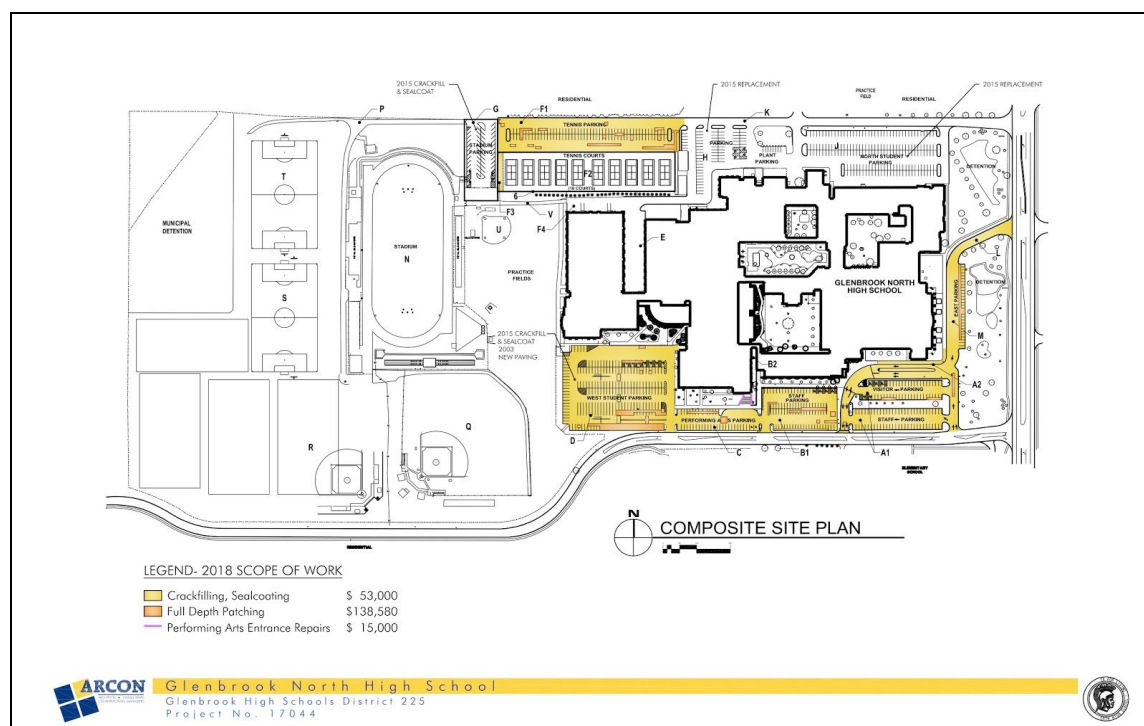 2015 CRACKFILL
& SEALCOAT
G
F1
RESIDENTIAL
2015 REPLACEMENT
K
PRACTICE
FIELD
RESIDENTIAL
2015 REPLACEMENT
P
TENNIS PARKING
STADIUM
PARKING
H
PARKING
PLANT
PARKING
J
NORTH STUDENT
PARKING
DETENTION
TENNIS COURTS
F2
T
6
F3
V
F4
U
E
MUNICIPAL
DETENTION
STADIUM
N
PRACTICE
FIELDS
L
DETENTION
GLENBROOK NORTH
HIGH SCHOOL
EAST PARKING
M
S
2015 CRACKFILL
& SEALCOAT
2003
NEW PAVING
B2
A2
VISITOR PARKING
WEST STUDENT PARKING
STAFF
PARKING
PERFORMING ARTS PARKING
STAFF PARKING
D
C
B1
A1
R
Q
SCHOOL
RESIDENTIAL
N
COMPOSITE SITE PLAN
LEGEND- 2018 SCOPE OF WORK
Crackfilling, Sealcoating $ 53,000
Full Depth Patching $138,580
Performing Arts Entrance Repairs $ 15,000
ARCON
Glenbrook North High School
Glenbrook High Schools District 225
Project No. 17044